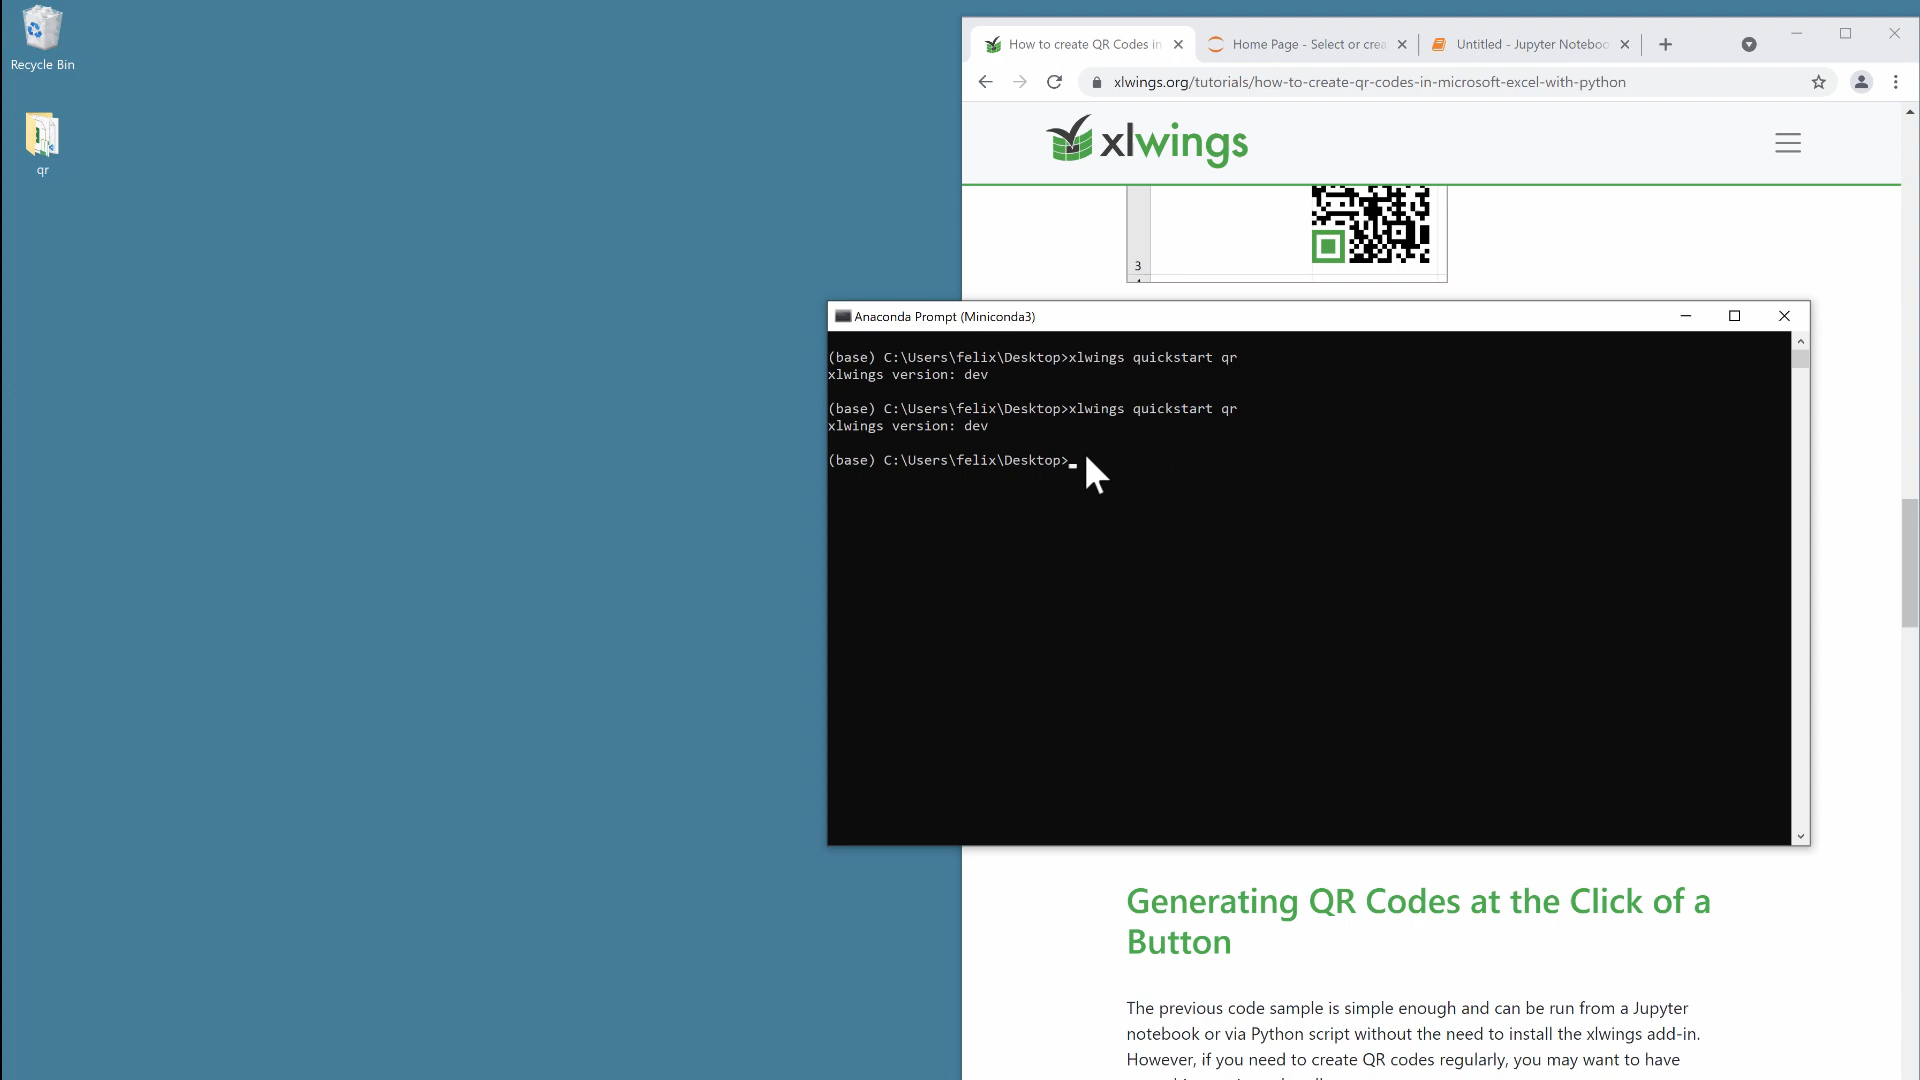 Recycle Bin
qr
How to create QR Codes in
Home Page - Select or crea
Untitled - Jupyter Noteboo
xlwings.org/tutorials/how-to-create-qr-codes-in-microsoft-excel-with-python
xlwings
3
Anaconda Prompt (Miniconda3)
(base) C:\Users\felix\Desktop>xlwings quickstart qr
xlwings version: dev
(base) C:\Users\felix\Desktop>xlwings quickstart qr
xlwings version: dev
(base) C:\Users\felix\Desktop>
Generating QR Codes at the Click of a
Button
The previous code sample is simple enough and can be run from a Jupyter
notebook or via Python script without the need to install the xlwings add-in.
However, if you need to create QR codes regularly, you may want to have